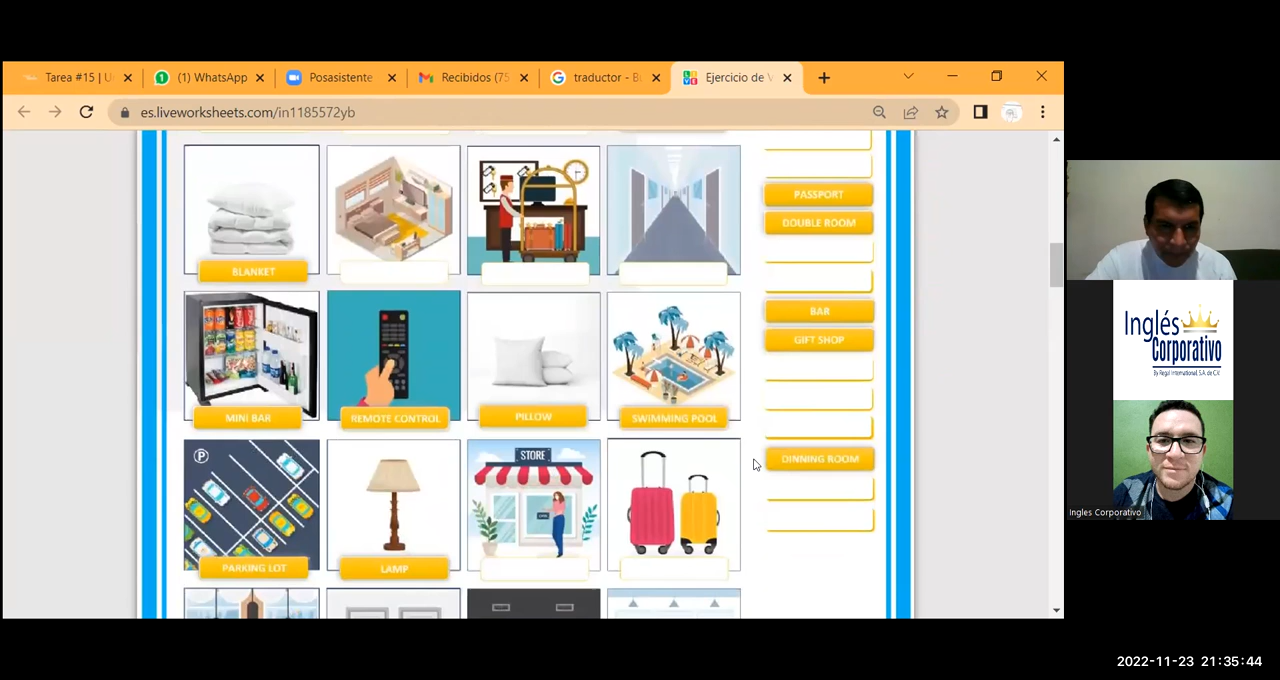 Tarea #15 | U
(1) WhatsApp
Posasistente
Recibidos (75
traductor - B
Ejercicio de V
es.liveworksheets.com/in1185572yb
PASSPORT
DOUBLE ROOM
BLANKET
BAR
GIFT SHOP
MINI BAR
REMOTE CONTROL
PILLOW
SWIMMING POOL
DINNING ROOM
P
STORE
PARKING LOT
LAMP
Inglés
Corporativo
By Regal International, S.A. de C.V.
Ingles Corporativo
2022-11-23 21:35:44